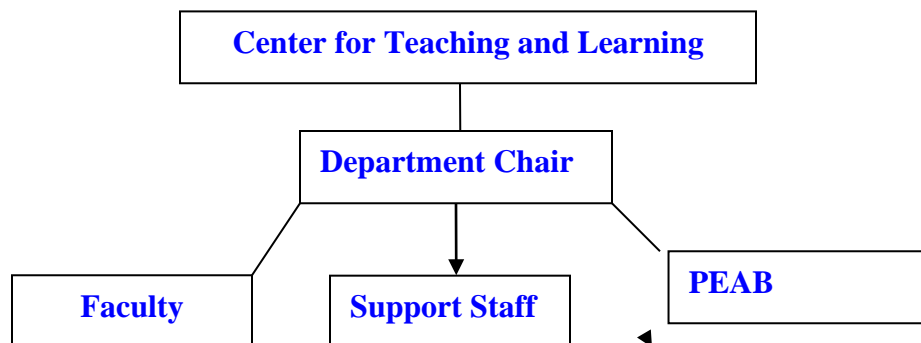 Center for Teaching and Learning
Department Chair
Faculty
Support Staff
PEAB